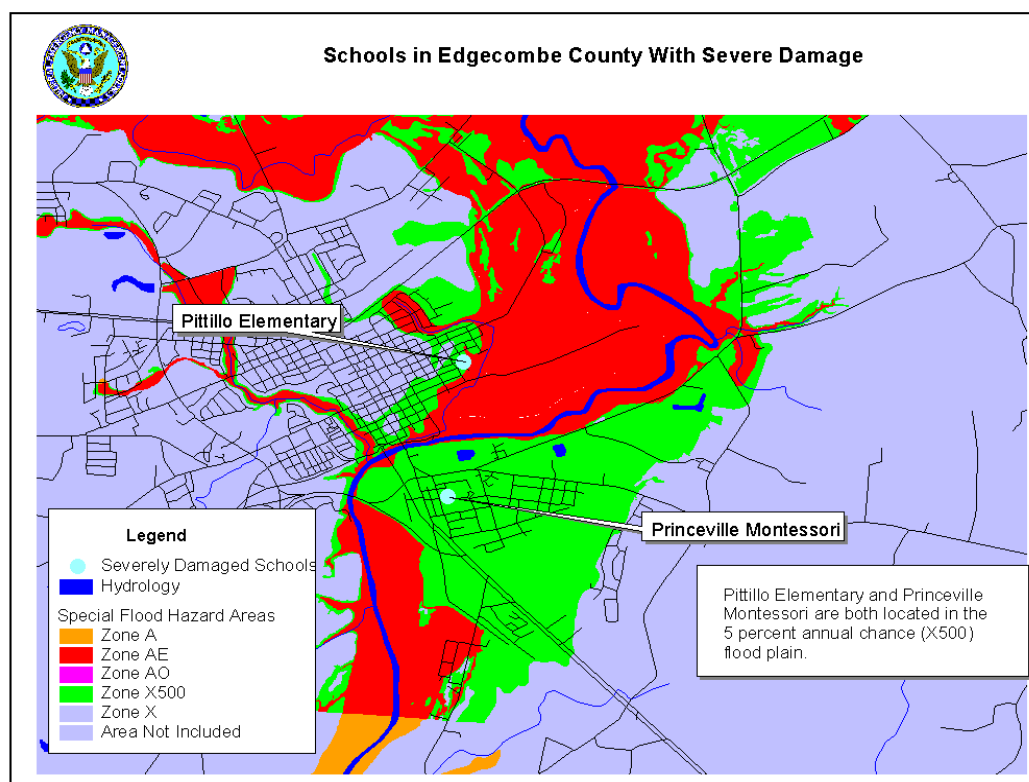 Schools in Edgecombe County With Severe Damage
Pittillo Elementary
Princeville Montessori
Legend
Severely Damaged Schools
Hydrology
Special Flood Hazard Areas
Zone A
Zone AE
Zone AO
Zone X500
Zone X
Area Not Included
Pittillo Elementary and Princeville
Montessori are both located in the
5 percent annual chance (X500)
flood plain.